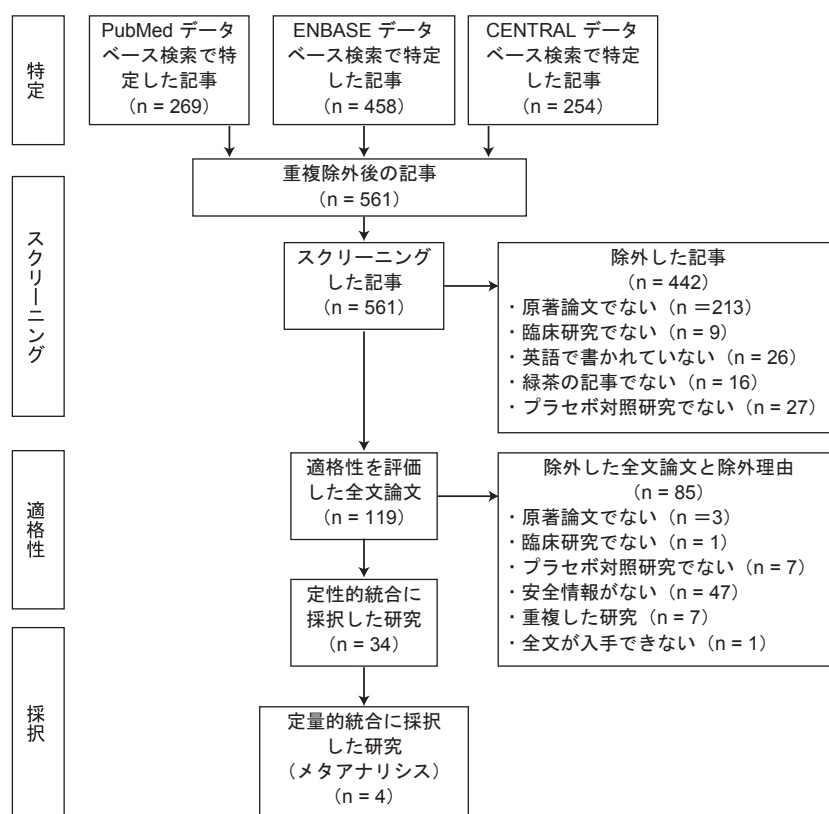 特定
PubMed データ
ベース検索で特
定した記事
(n = 269)
ENBASE データ
ベース検索で特定
した記事
(n = 458)
CENTRAL データ
ベース検索で特定
した記事
(n = 254)
重複除外後の記事
(n = 561)
スクリーニング
スクリーニング
した記事
(n = 561)
除外した記事
(n = 442)
・原著論文でない(n =213)
・臨床研究でない(n = 9)
・英語で書かれていない(n = 26)
・緑茶の記事でない(n = 16)
・プラセボ対照研究でない(n = 27)
適格性
適格性を評価
した全文論文
(n = 119)
除外した全文論文と除外理由
(n = 85)
・原著論文でない(n =3)
・臨床研究でない(n = 1)
・プラセボ対照研究でない(n = 7)
・安全情報がない(n = 47)
・重複した研究(n = 7)
・全文が入手できない(n = 1)
定性的統合に
採択した研究
(n = 34)
採択
定量的統合に採択
した研究
(メタアナリシス)
(n = 4)